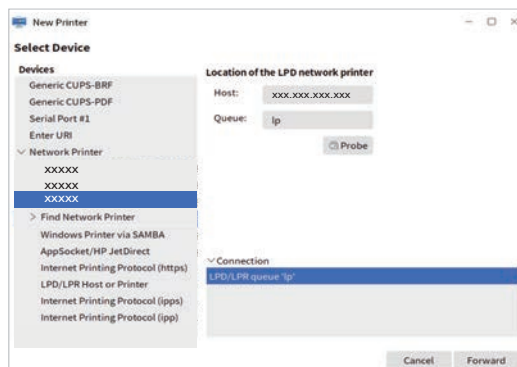 New Printer
Select Device
Devices
Generic CUPS-BRF
Generic CUPS-PDF
Serial Port #1
Enter URI
Network Printer
xxxxx
xxxxx
xxxxx
Find Network Printer
Windows Printer via SAMBA
AppSocket/HP JetDirect
Internet Printing Protocol (https)
LPD/LPR Host or Printer
Internet Printing Protocol (ipps)
Internet Printing Protocol (ipp)
Location of the LPD network printer
Host: xxx.xxx.xxx.xxx
Queue: lp
Probe
Connection
LPD/LPR queue 'lp'
Cancel Forward